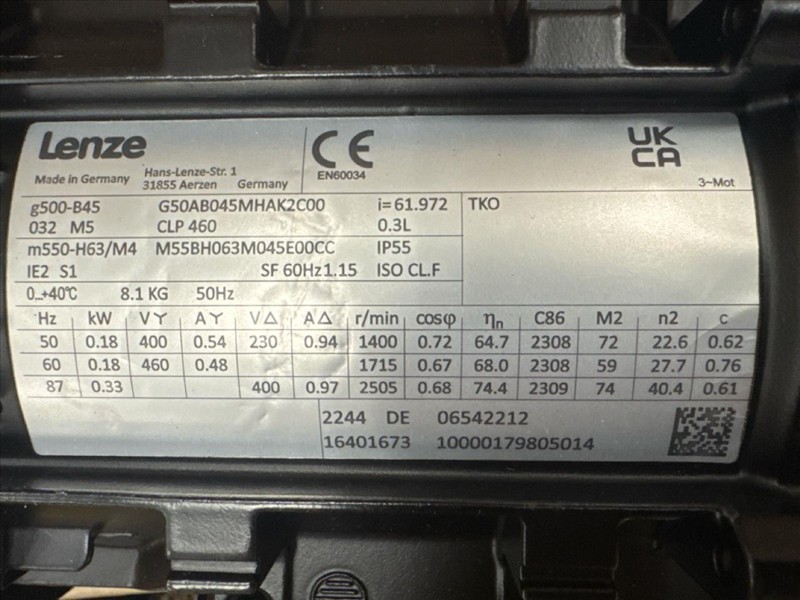 Lenze
Made in Germany
Hans-Lenze-Str. 1
31855 Aerzen Germany
CE
EN60034
UK
CA
3~Mot
g500-B45 G50AB045MHAK2C00 i=61.972 TKO
032 M5 CLP 460 0.3L
m550-H63/M4 M55BH063M045E00CC IP55
IE2 S1 SF 60Hz1.15 ISO CL.F
0...+40°C 8.1 KG 50Hz
Hz kW V Y A Y V Δ A Δ r/min cosφ ηn C86 M2 n2 c
50 0.18 400 0.54 230 0.94 1400 0.72 64.7 2308 72 22.6 0.62
60 0.18 460 0.48 1715 0.67 68.0 2308 59 27.7 0.76
87 0.33 400 0.97 2505 0.68 74.4 2309 74 40.4 0.61
2244 DE 06542212
16401673 10000179805014